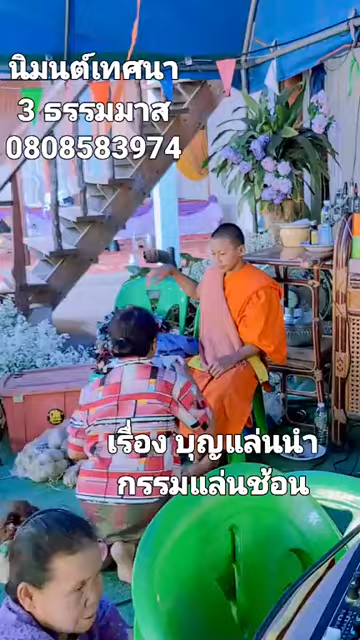 นิมนต์เทศนา
3 ธรรมมาส
0808583974
เรื่อง บุญแล่นนำ
กรรมแล่นซ้อน